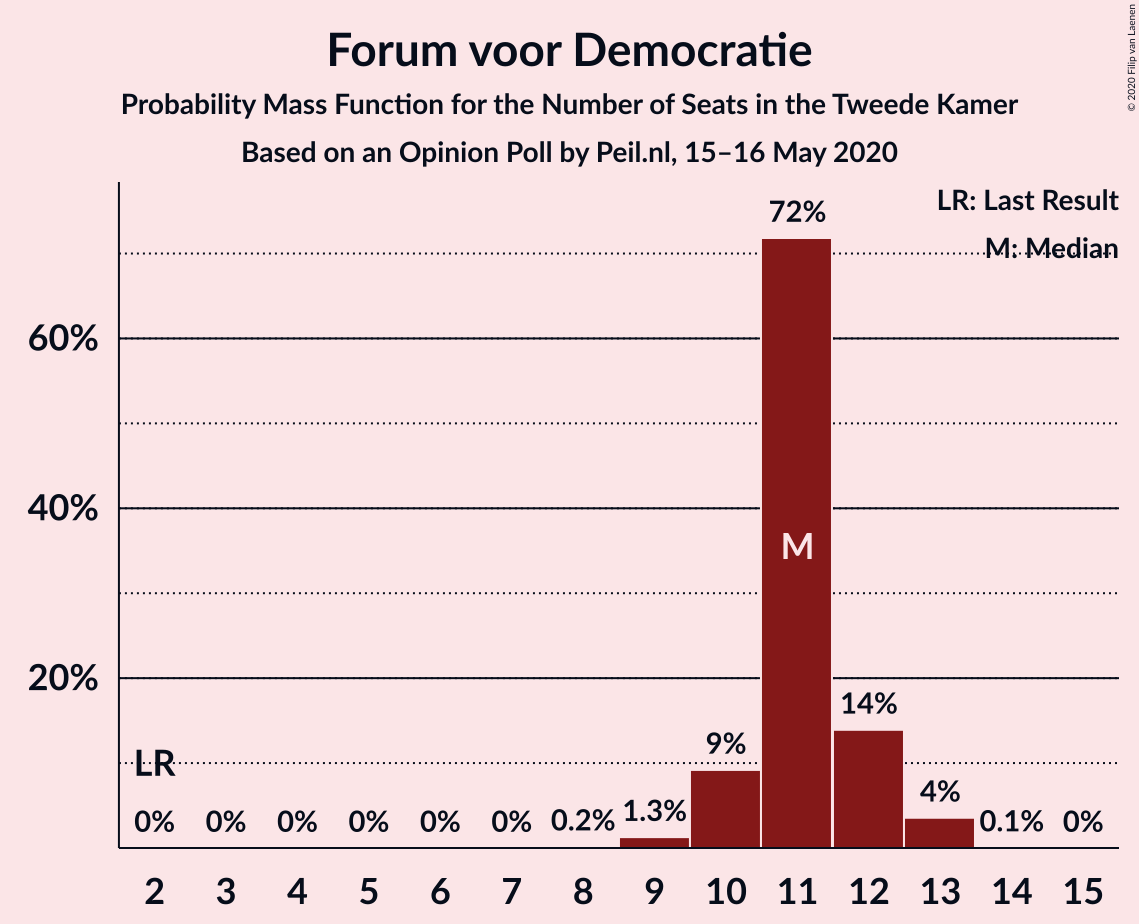 Forum voor Democratie
Probability Mass Function for the Number of Seats in the Tweede Kamer
Based on an Opinion Poll by Peil.nl, 15–16 May 2020
© 2020 Filip van Laenen
LR: Last Result
M: Median
72%
60%
40%
M
20%
14%
9%
LR
4%
1.3%
0% 0% 0% 0% 0% 0% 0.2% 0.1% 0%
2 3 4 5 6 7 8 9 10 11 12 13 14 15